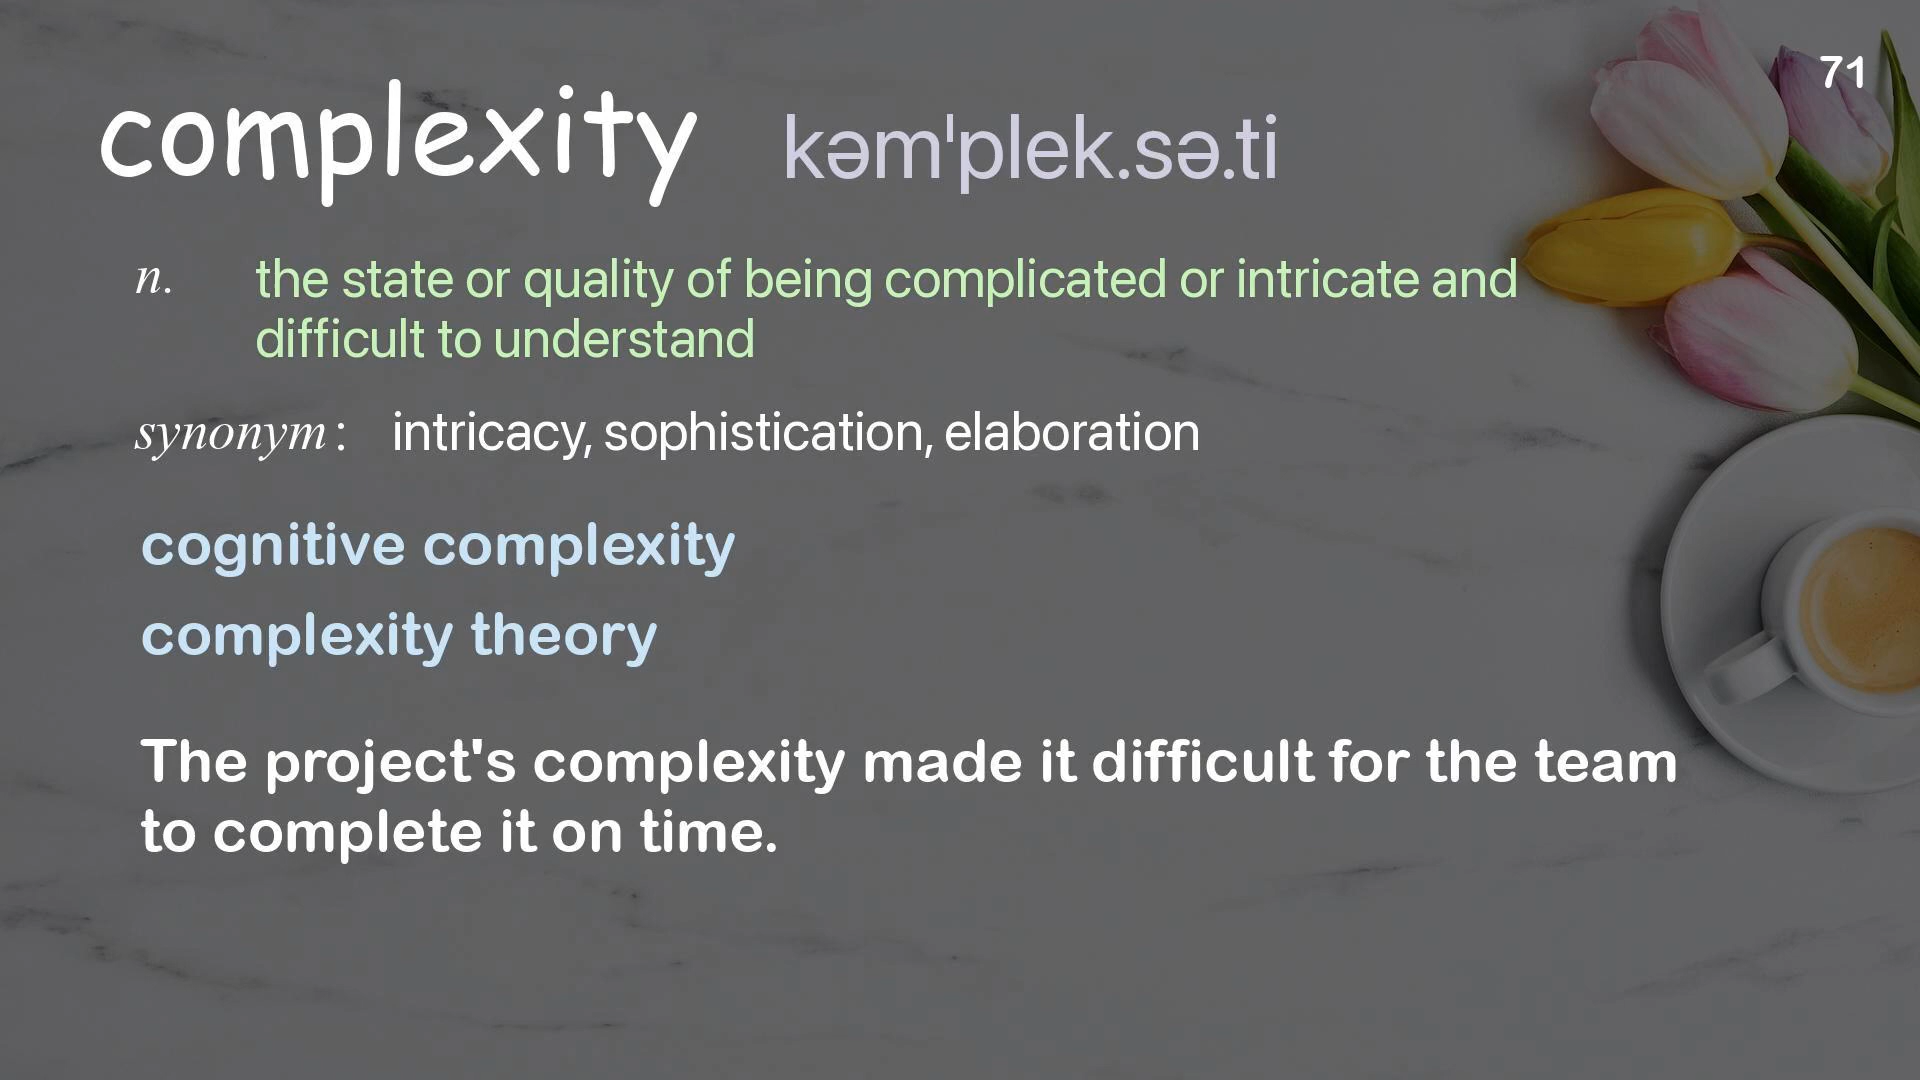 71
complexity kəm'plek.sə.ti
n. the state or quality of being complicated or intricate and
difficult to understand
synonym: intricacy, sophistication, elaboration
cognitive complexity
complexity theory
The project's complexity made it difficult for the team
to complete it on time.